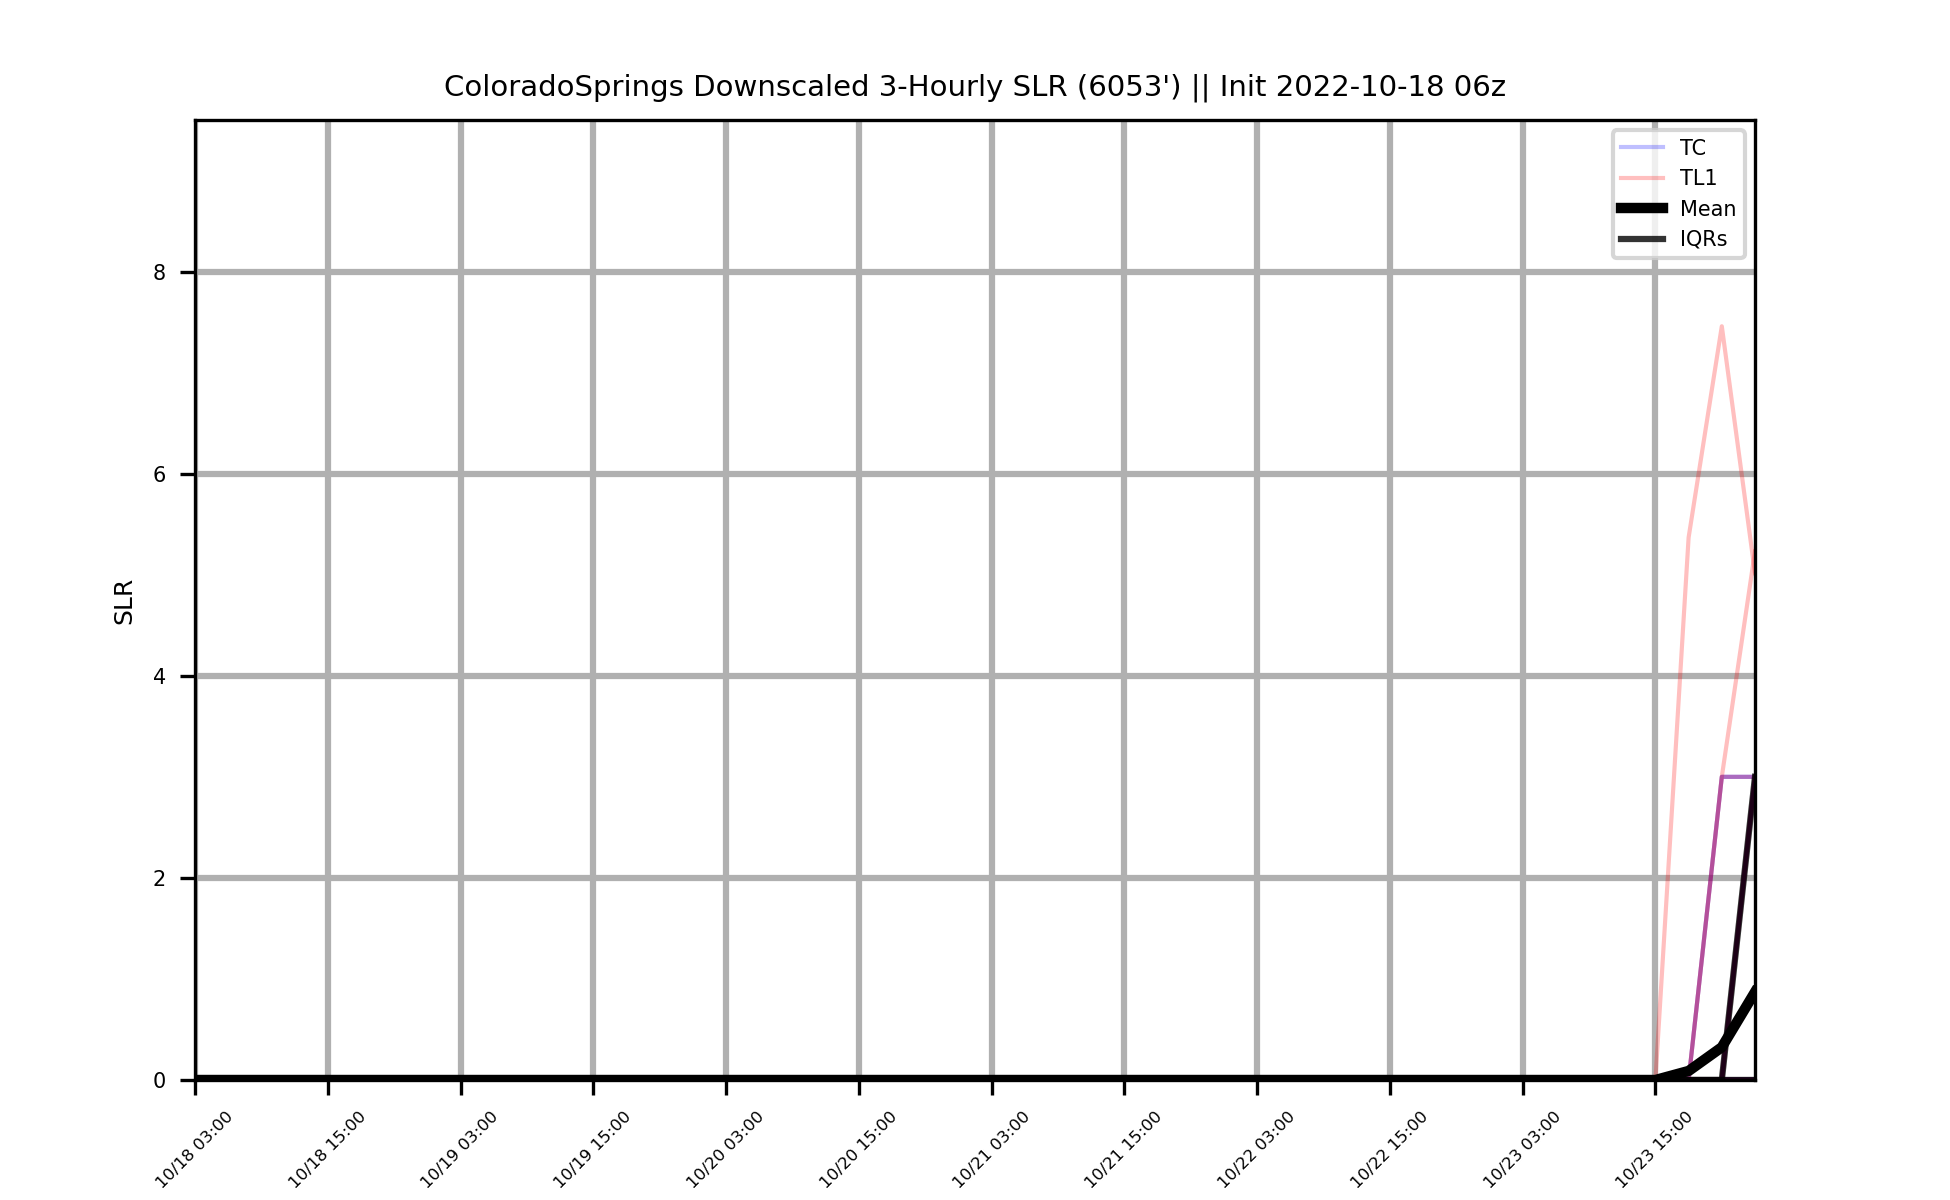 ColoradoSprings Downscaled 3-Hourly SLR (6053') || Init 2022-10-18 06z
TC
TL1
Mean
IQRs
8
6
4
2
0
SLR
10/18 03:00
10/18 15:00
10/19 03:00
10/19 15:00
10/20 03:00
10/20 15:00
10/21 03:00
10/21 15:00
10/22 03:00
10/22 15:00
10/23 03:00
10/23 15:00